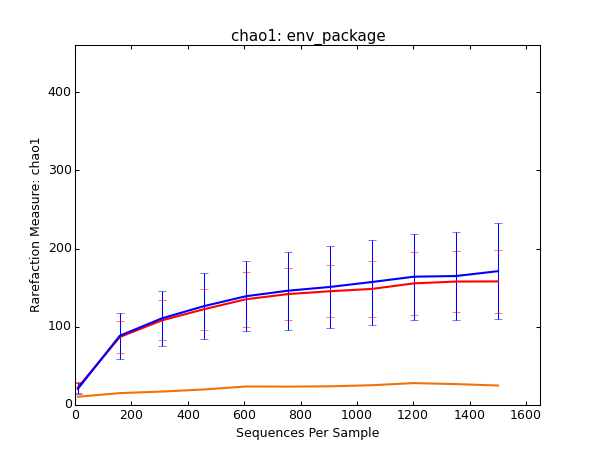 chao1: env_package
Rarefaction Measure: chao1
400
300
200
100
0
0 200 400 600 800 1000 1200 1400 1600
Sequences Per Sample